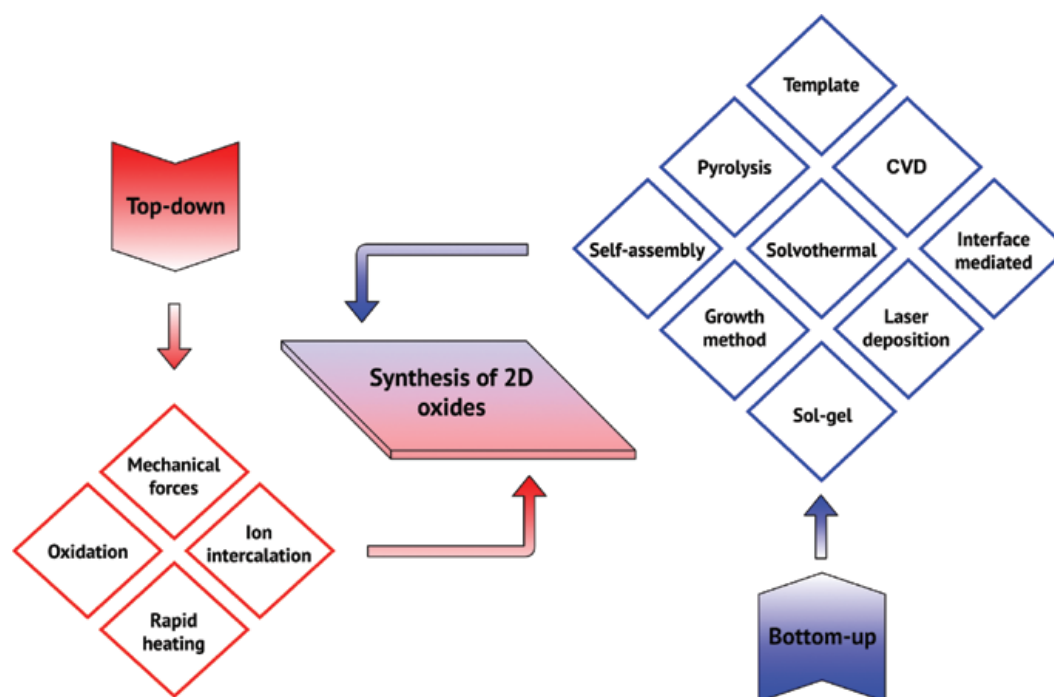 Top-down
Mechanical
forces
Oxidation
Ion
intercalation
Rapid
heating
Synthesis of 2D
oxides
Template
Pyrolysis
CVD
Self-assembly
Solvothermal
Interface
mediated
Growth
method
Laser
deposition
Sol-gel
Bottom-up